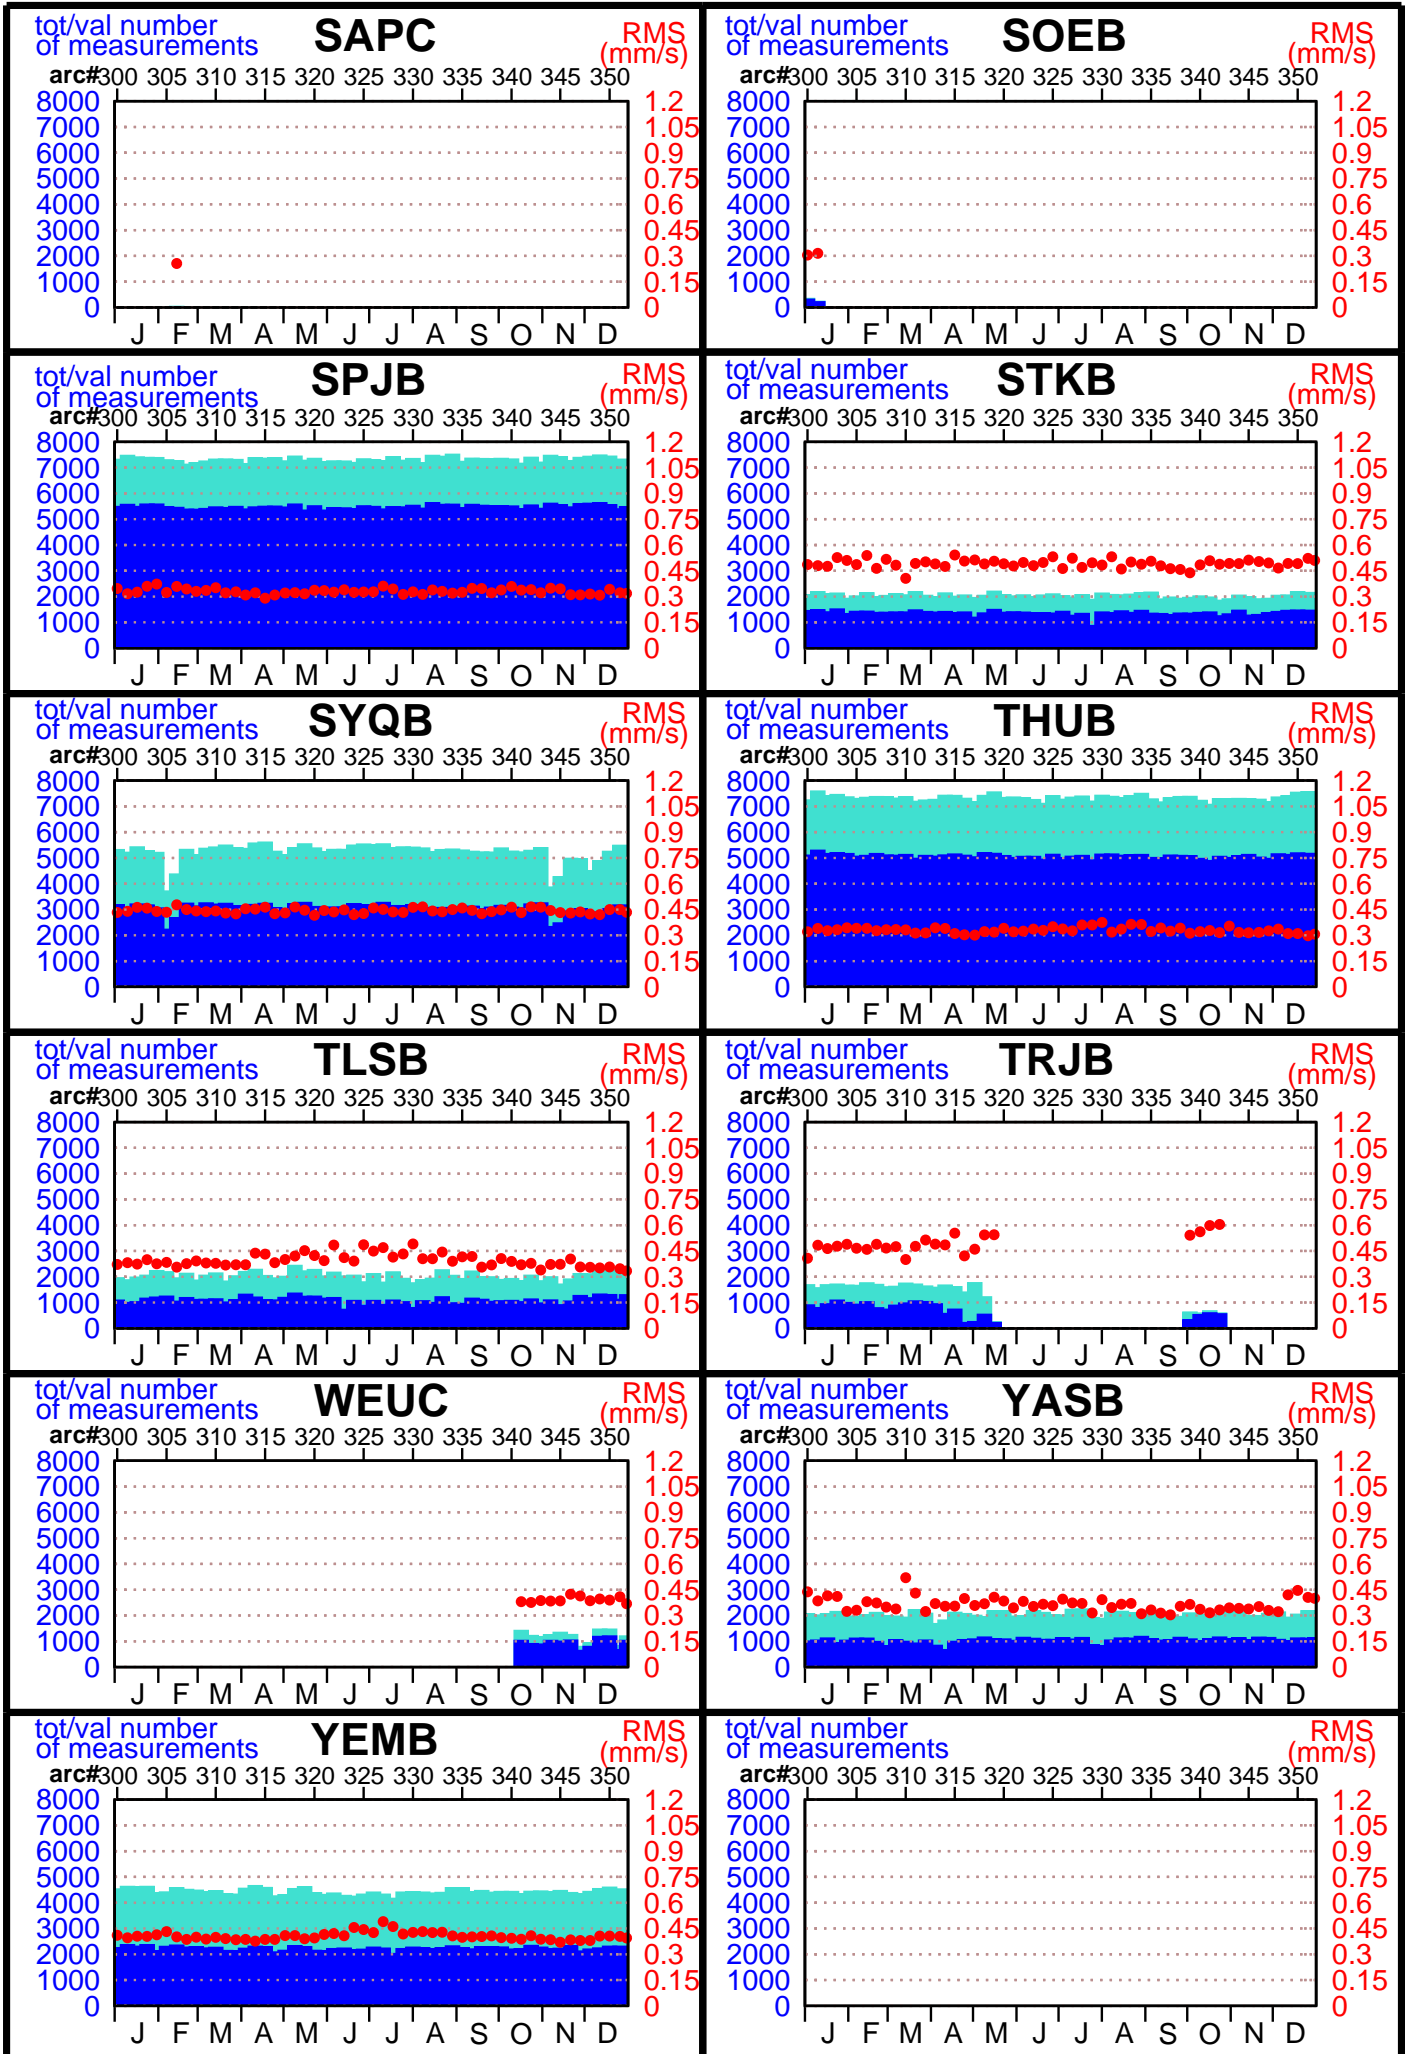 tot/val number SAPC RMS
of measurements (mm/s)
arc#300 305 310 315 320 325 330 335 340 345 350
8000 1.2
7000 1.05
6000 0.9
5000 0.75
4000 0.6
3000 0.45
2000 0.3
1000 0.15
0 0
J F M A M J J A S O N D
tot/val number SOEB RMS
of measurements (mm/s)
arc#300 305 310 315 320 325 330 335 340 345 350
8000 1.2
7000 1.05
6000 0.9
5000 0.75
4000 0.6
3000 0.45
2000 0.3
1000 0.15
0 0
J F M A M J J A S O N D
tot/val number SPJB RMS
of measurements (mm/s)
arc#300 305 310 315 320 325 330 335 340 345 350
8000 1.2
7000 1.05
6000 0.9
5000 0.75
4000 0.6
3000 0.45
2000 0.3
1000 0.15
0 0
J F M A M J J A S O N D
tot/val number STKB RMS
of measurements (mm/s)
arc#300 305 310 315 320 325 330 335 340 345 350
8000 1.2
7000 1.05
6000 0.9
5000 0.75
4000 0.6
3000 0.45
2000 0.3
1000 0.15
0 0
J F M A M J J A S O N D
tot/val number SYQB RMS
of measurements (mm/s)
arc#300 305 310 315 320 325 330 335 340 345 350
8000 1.2
7000 1.05
6000 0.9
5000 0.75
4000 0.6
3000 0.45
2000 0.3
1000 0.15
0 0
J F M A M J J A S O N D
tot/val number THUB RMS
of measurements (mm/s)
arc#300 305 310 315 320 325 330 335 340 345 350
8000 1.2
7000 1.05
6000 0.9
5000 0.75
4000 0.6
3000 0.45
2000 0.3
1000 0.15
0 0
J F M A M J J A S O N D
tot/val number TLSB RMS
of measurements (mm/s)
arc#300 305 310 315 320 325 330 335 340 345 350
8000 1.2
7000 1.05
6000 0.9
5000 0.75
4000 0.6
3000 0.45
2000 0.3
1000 0.15
0 0
J F M A M J J A S O N D
tot/val number TRJB RMS
of measurements (mm/s)
arc#300 305 310 315 320 325 330 335 340 345 350
8000 1.2
7000 1.05
6000 0.9
5000 0.75
4000 0.6
3000 0.45
2000 0.3
1000 0.15
0 0
J F M A M J J A S O N D
tot/val number WEUC RMS
of measurements (mm/s)
arc#300 305 310 315 320 325 330 335 340 345 350
8000 1.2
7000 1.05
6000 0.9
5000 0.75
4000 0.6
3000 0.45
2000 0.3
1000 0.15
0 0
J F M A M J J A S O N D
tot/val number YASB RMS
of measurements (mm/s)
arc#300 305 310 315 320 325 330 335 340 345 350
8000 1.2
7000 1.05
6000 0.9
5000 0.75
4000 0.6
3000 0.45
2000 0.3
1000 0.15
0 0
J F M A M J J A S O N D
tot/val number YEMB RMS
of measurements (mm/s)
arc#300 305 310 315 320 325 330 335 340 345 350
8000 1.2
7000 1.05
6000 0.9
5000 0.75
4000 0.6
3000 0.45
2000 0.3
1000 0.15
0 0
J F M A M J J A S O N D
tot/val number RMS
of measurements (mm/s)
arc#300 305 310 315 320 325 330 335 340 345 350
8000 1.2
7000 1.05
6000 0.9
5000 0.75
4000 0.6
3000 0.45
2000 0.3
1000 0.15
0 0
J F M A M J J A S O N D